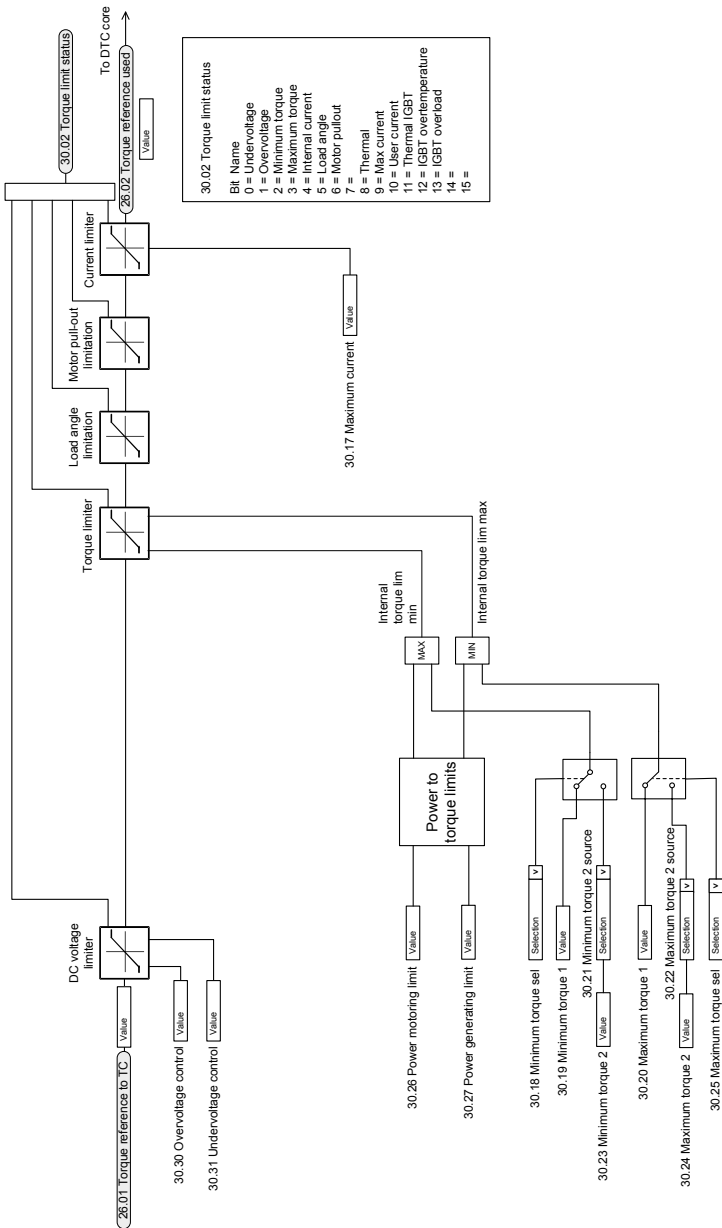 30.02 Torque limit status
To DTC core
26.02 Torque reference used
Value
Current limiter
Motor pull-out
limitation
Load angle
limitation
Torque limiter
DC voltage
limiter
26.01 Torque reference to TC
Value
30.30 Overvoltage control
Value
30.31 Undervoltage control
Value
30.02 Torque limit status
Bit Name
0 = Undervoltage
1 = Overvoltage
2 = Minimum torque
3 = Maximum torque
4 = Internal current
5 = Load angle
6 = Motor pullout
7 =
8 = Thermal
9 = Max current
10 = User current
11 = Thermal IGBT
12 = IGBT overtemperature
13 = IGBT overload
14 =
15 =
30.17 Maximum current
Value
Internal
torque lim
min
MAX
Internal torque lim max
MIN
Power to
torque limits
30.26 Power motoring limit
Value
30.27 Power generating limit
Value
30.18 Minimum torque sel
Selection
v
30.19 Minimum torque 1
Value
30.21 Minimum torque 2 source
Selection
v
30.23 Minimum torque 2
Value
30.20 Maximum torque 1
Value
30.22 Maximum torque 2 source
Selection
v
30.24 Maximum torque 2
Value
30.25 Maximum torque sel
Selection
v